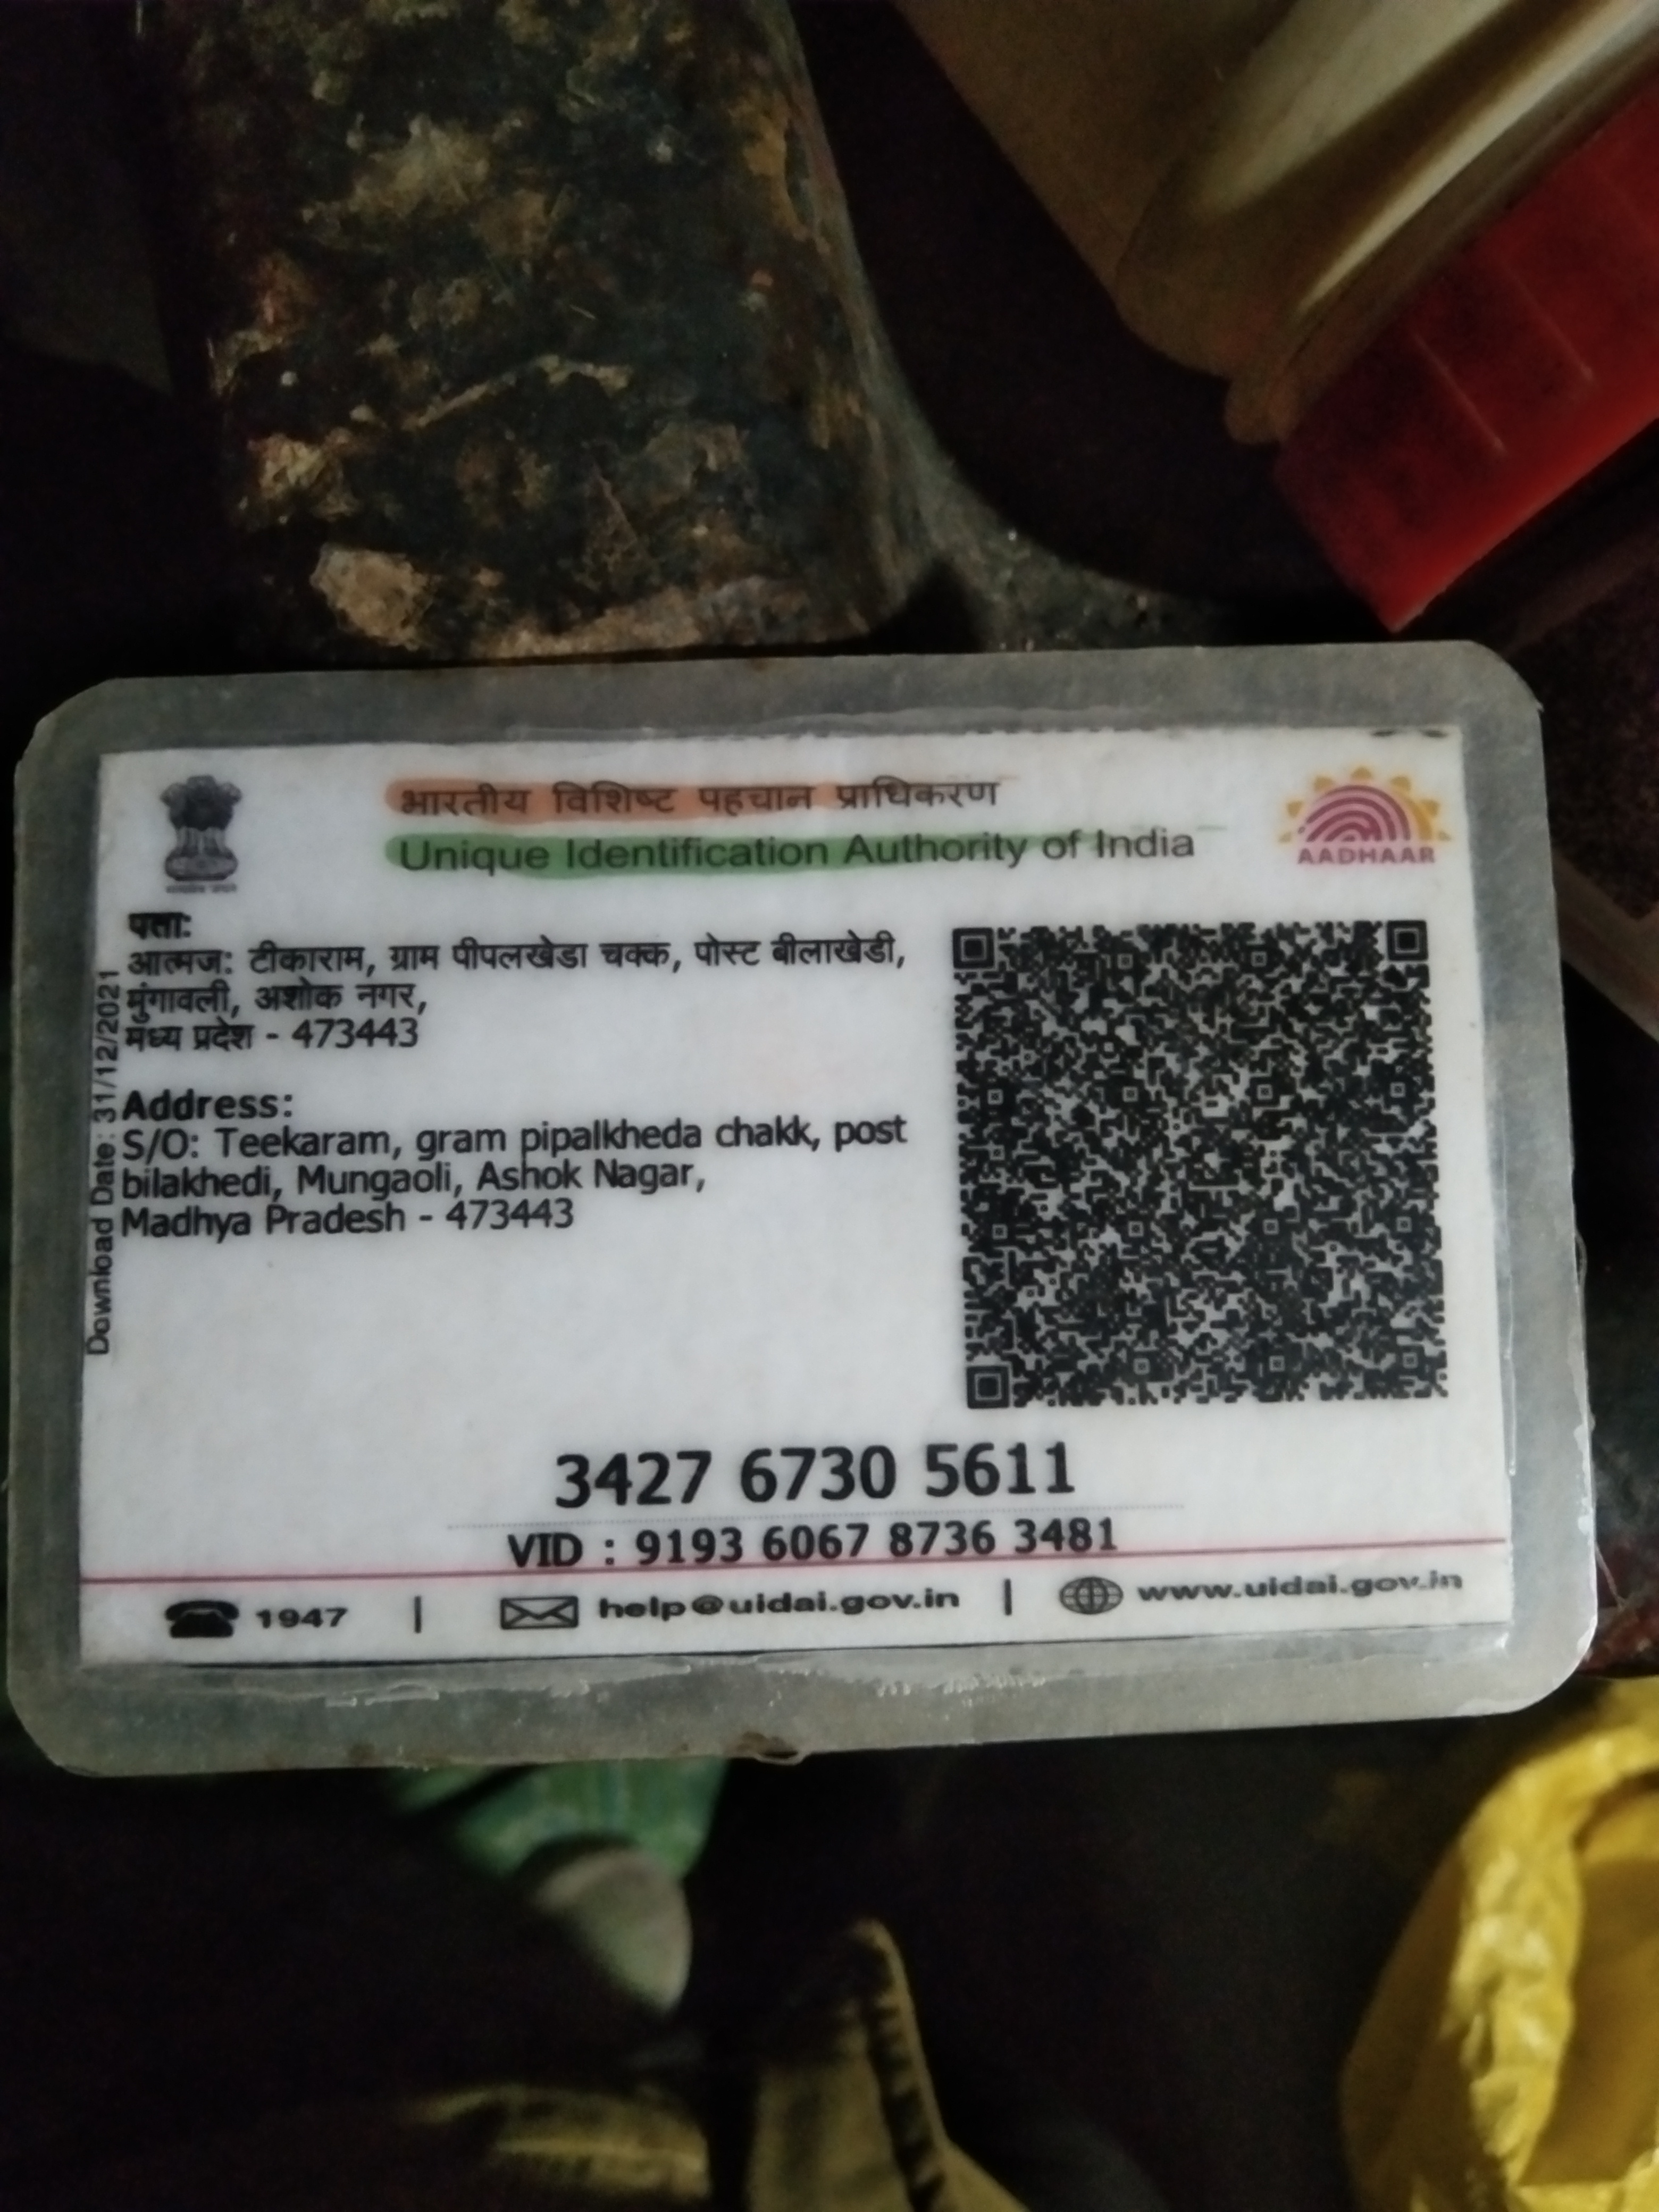 भारतीय विशिष्ट पहचान प्राधिकरण
Unique Identification Authority of India
AADHAAR
पता:
आत्मज: टीकाराम, ग्राम पीपलखेडा चक्क, पोस्ट बीलाखेडी,
मुंगावली, अशोक नगर,
मध्य प्रदेश - 473443
Address:
S/O: Teekaram, gram pipalkheda chakk, post
bilakhedi, Mungaoli, Ashok Nagar,
Madhya Pradesh - 473443
Download Date: 31/12/2021
3427 6730 5611
VID : 9193 6067 8736 3481
1947 | help@uidai.gov.in | www.uidai.gov.in